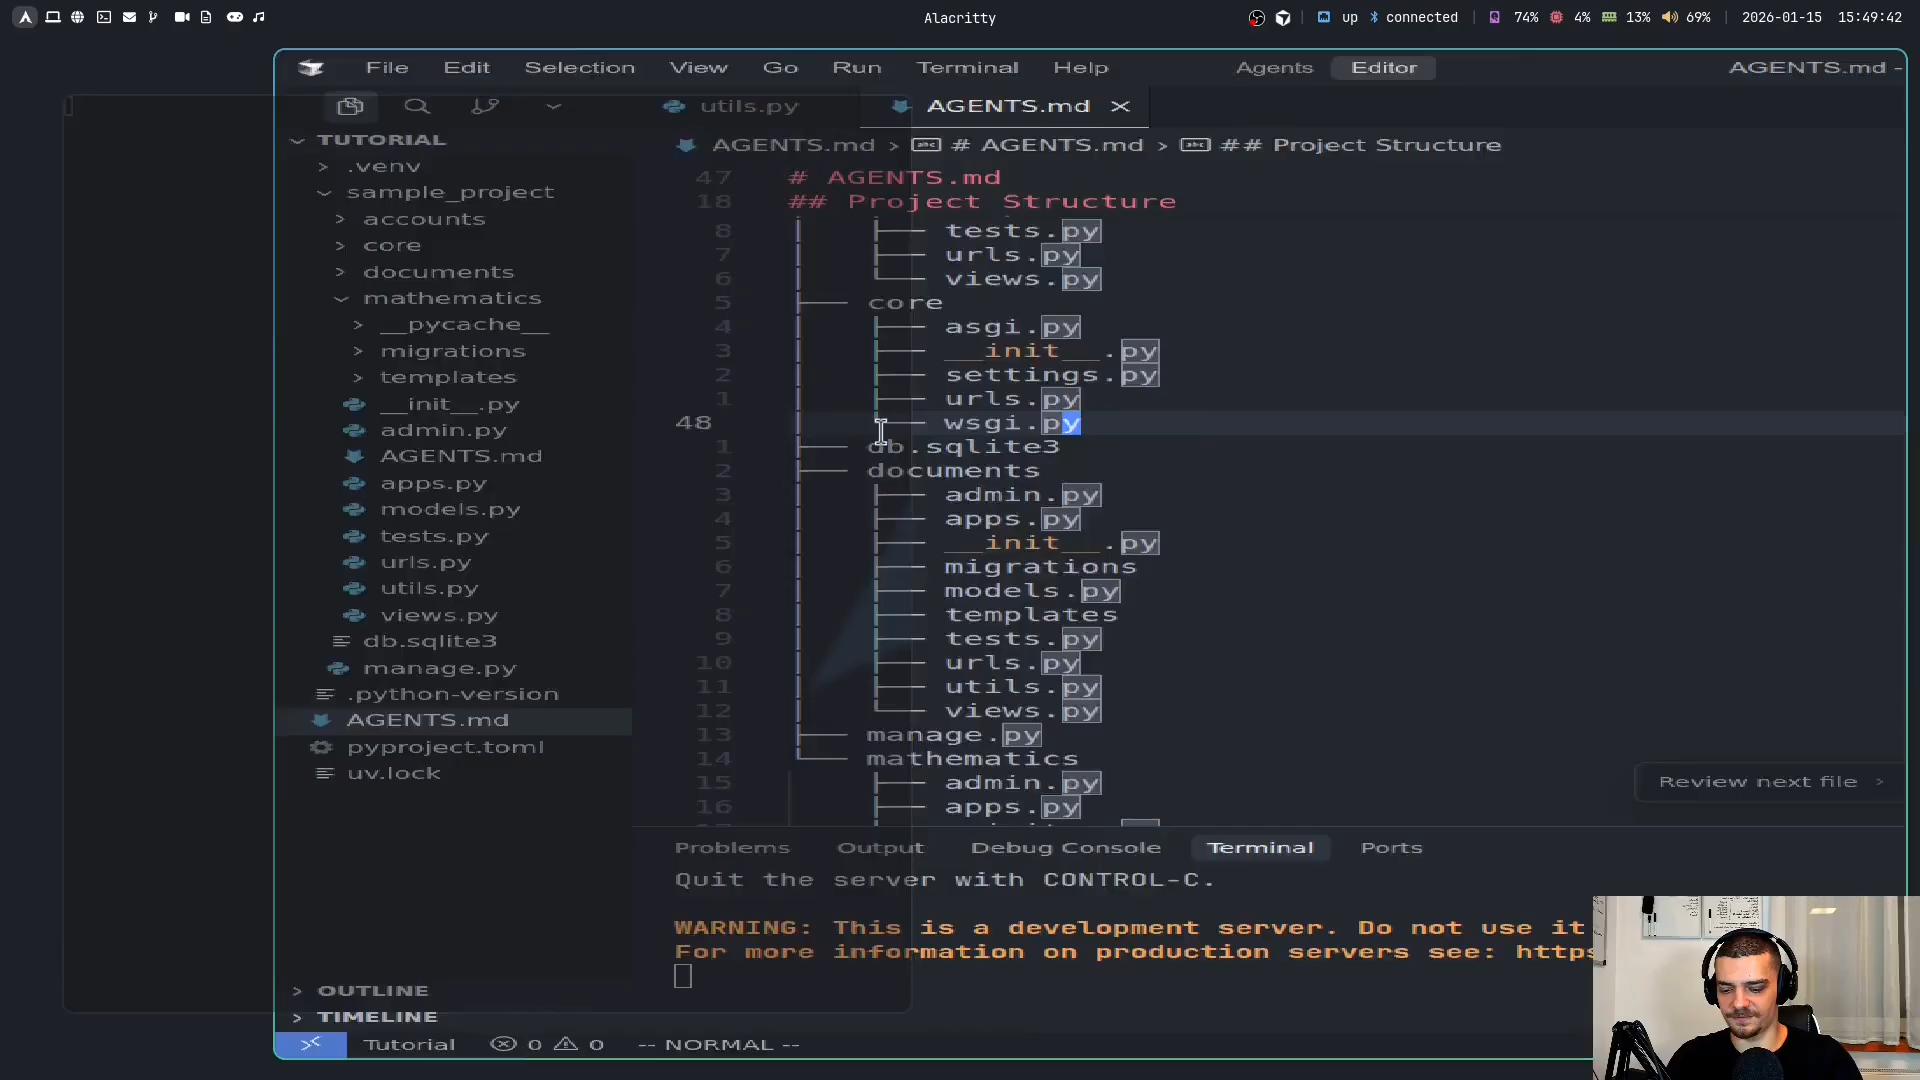 Alacritty
up connected 74% 4% 13% 69% 2026-01-15 15:49:42
File Edit Selection View Go Run Terminal Help Agents Editor AGENTS.md -
utils.py AGENTS.md
TUTORIAL
.venv
sample_project
accounts
core
documents
mathematics
__pycache__
migrations
templates
__init__.py
admin.py
AGENTS.md
apps.py
models.py
tests.py
urls.py
utils.py
views.py
db.sqlite3
manage.py
.python-version
AGENTS.md
pyproject.toml
uv.lock
OUTLINE
TIMELINE
AGENTS.md > # AGENTS.md > ## Project Structure
47 # AGENTS.md
18 ## Project Structure
8 │ ├── tests.py
7 │ ├── urls.py
6 │ └── views.py
5 ├── core
4 │ ├── asgi.py
3 │ ├── __init__.py
2 │ ├── settings.py
1 │ ├── urls.py
48 │ └── wsgi.py
1 ├── db.sqlite3
2 ├── documents
3 │ ├── admin.py
4 │ ├── apps.py
5 │ ├── __init__.py
6 │ ├── migrations
7 │ ├── models.py
8 │ ├── templates
9 │ ├── tests.py
10 │ ├── urls.py
11 │ ├── utils.py
12 │ └── views.py
13 ├── manage.py
14 └── mathematics
15 ├── admin.py
16 ├── apps.py
Review next file >
Problems Output Debug Console Terminal Ports
Quit the server with CONTROL-C.
WARNING: This is a development server. Do not use it
For more information on production servers see: https
Tutorial 0 0 -- NORMAL --